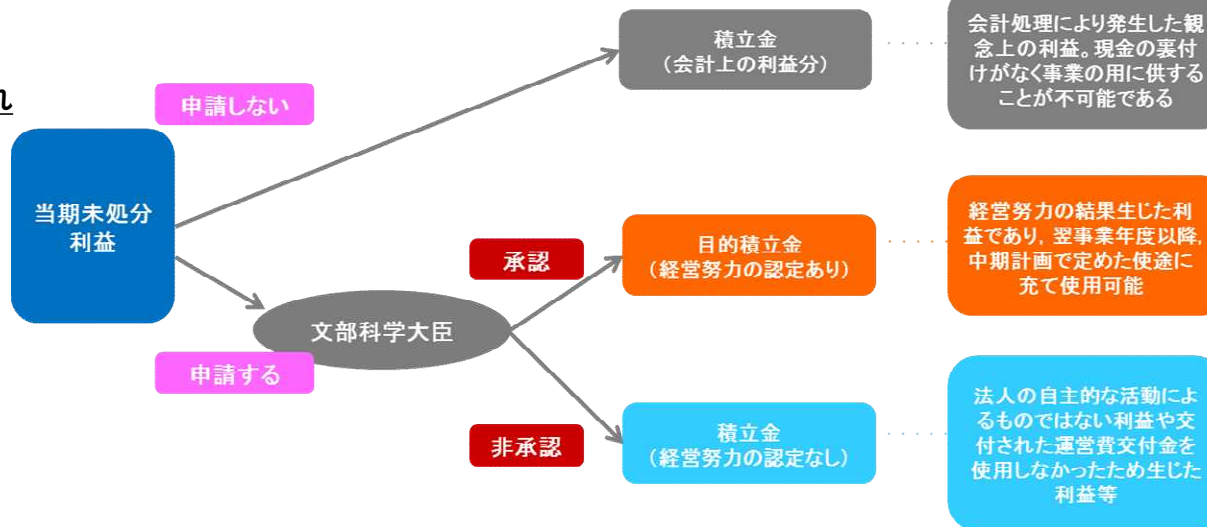 れ
申請しない
当期未処分
利益
文部科学大臣
申請する
承認
非承認
積立金
（会計上の利益分）
会計処理により発生した観
念上の利益。現金の裏付
けがなく事業の用に供する
ことが不可能である
目的積立金
（経営努力の認定あり）
経営努力の結果生じた利
益であり，翌事業年度以降，
中期計画で定めた使途に
充て使用可能
積立金
（経営努力の認定なし）
法人の自主的な活動によ
るものではない利益や交
付された運営費交付金を
使用しなかったため生じた
利益等